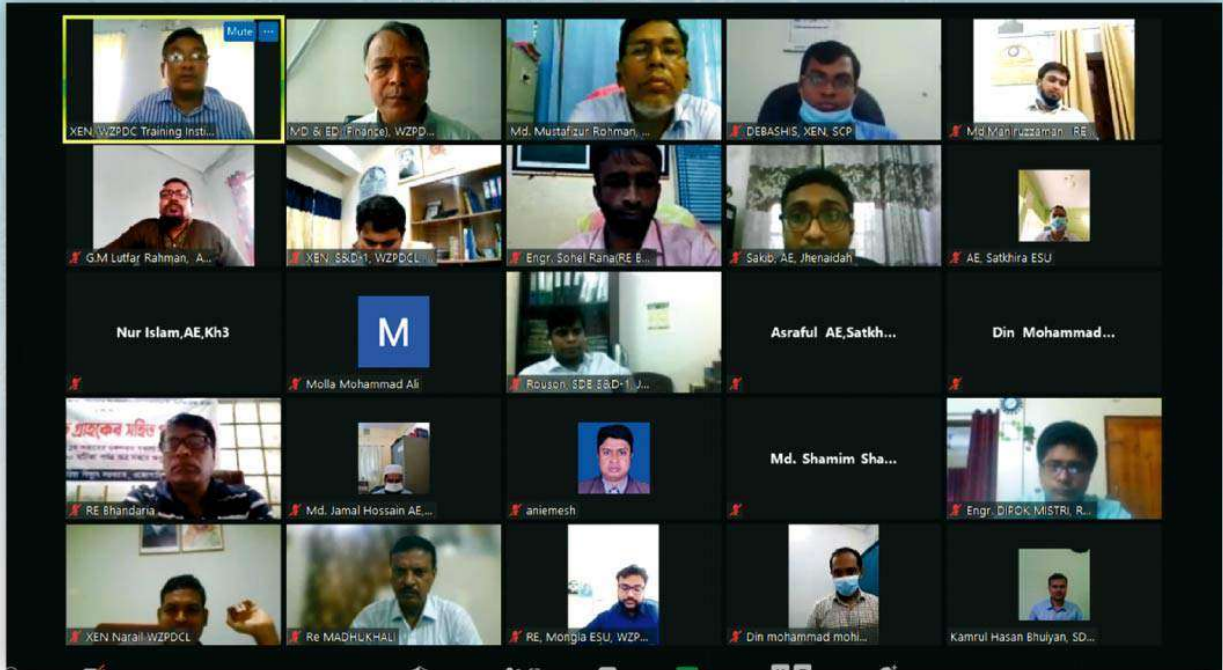 Mute ...
XEN, WZPDC Training Insti...
MD & ED (Finance), WZPD...
Md. Mustafizur Rohman, ...
DEBASHIS, XEN, SCP
Md.Maniruzzaman RE
G.M Lutfar Rahman, A...
XEN, S&D-1, WZPDCL
Engr. Sohel Rana(RE B...
Sakib, AE, Jhenaidah
AE, Satkhira ESU
Nur Islam,AE,Kh3
M
Molla Mohammad Ali
Rouson, SDE S&D-1, J...
Asraful AE,Satkh...
Din Mohammad...
গ্রাহকের সহিত
RE Bhandaria
Md. Jamal Hossain AE,...
aniemesh
Md. Shamim Sha...
Engr. DIPOK MISTRI, R...
XEN Narail WZPDCL
Re MADHUKHALI
RE, Mongla ESU, WZP...
Din mohammad mohi...
Kamrul Hasan Bhuiyan, SD...